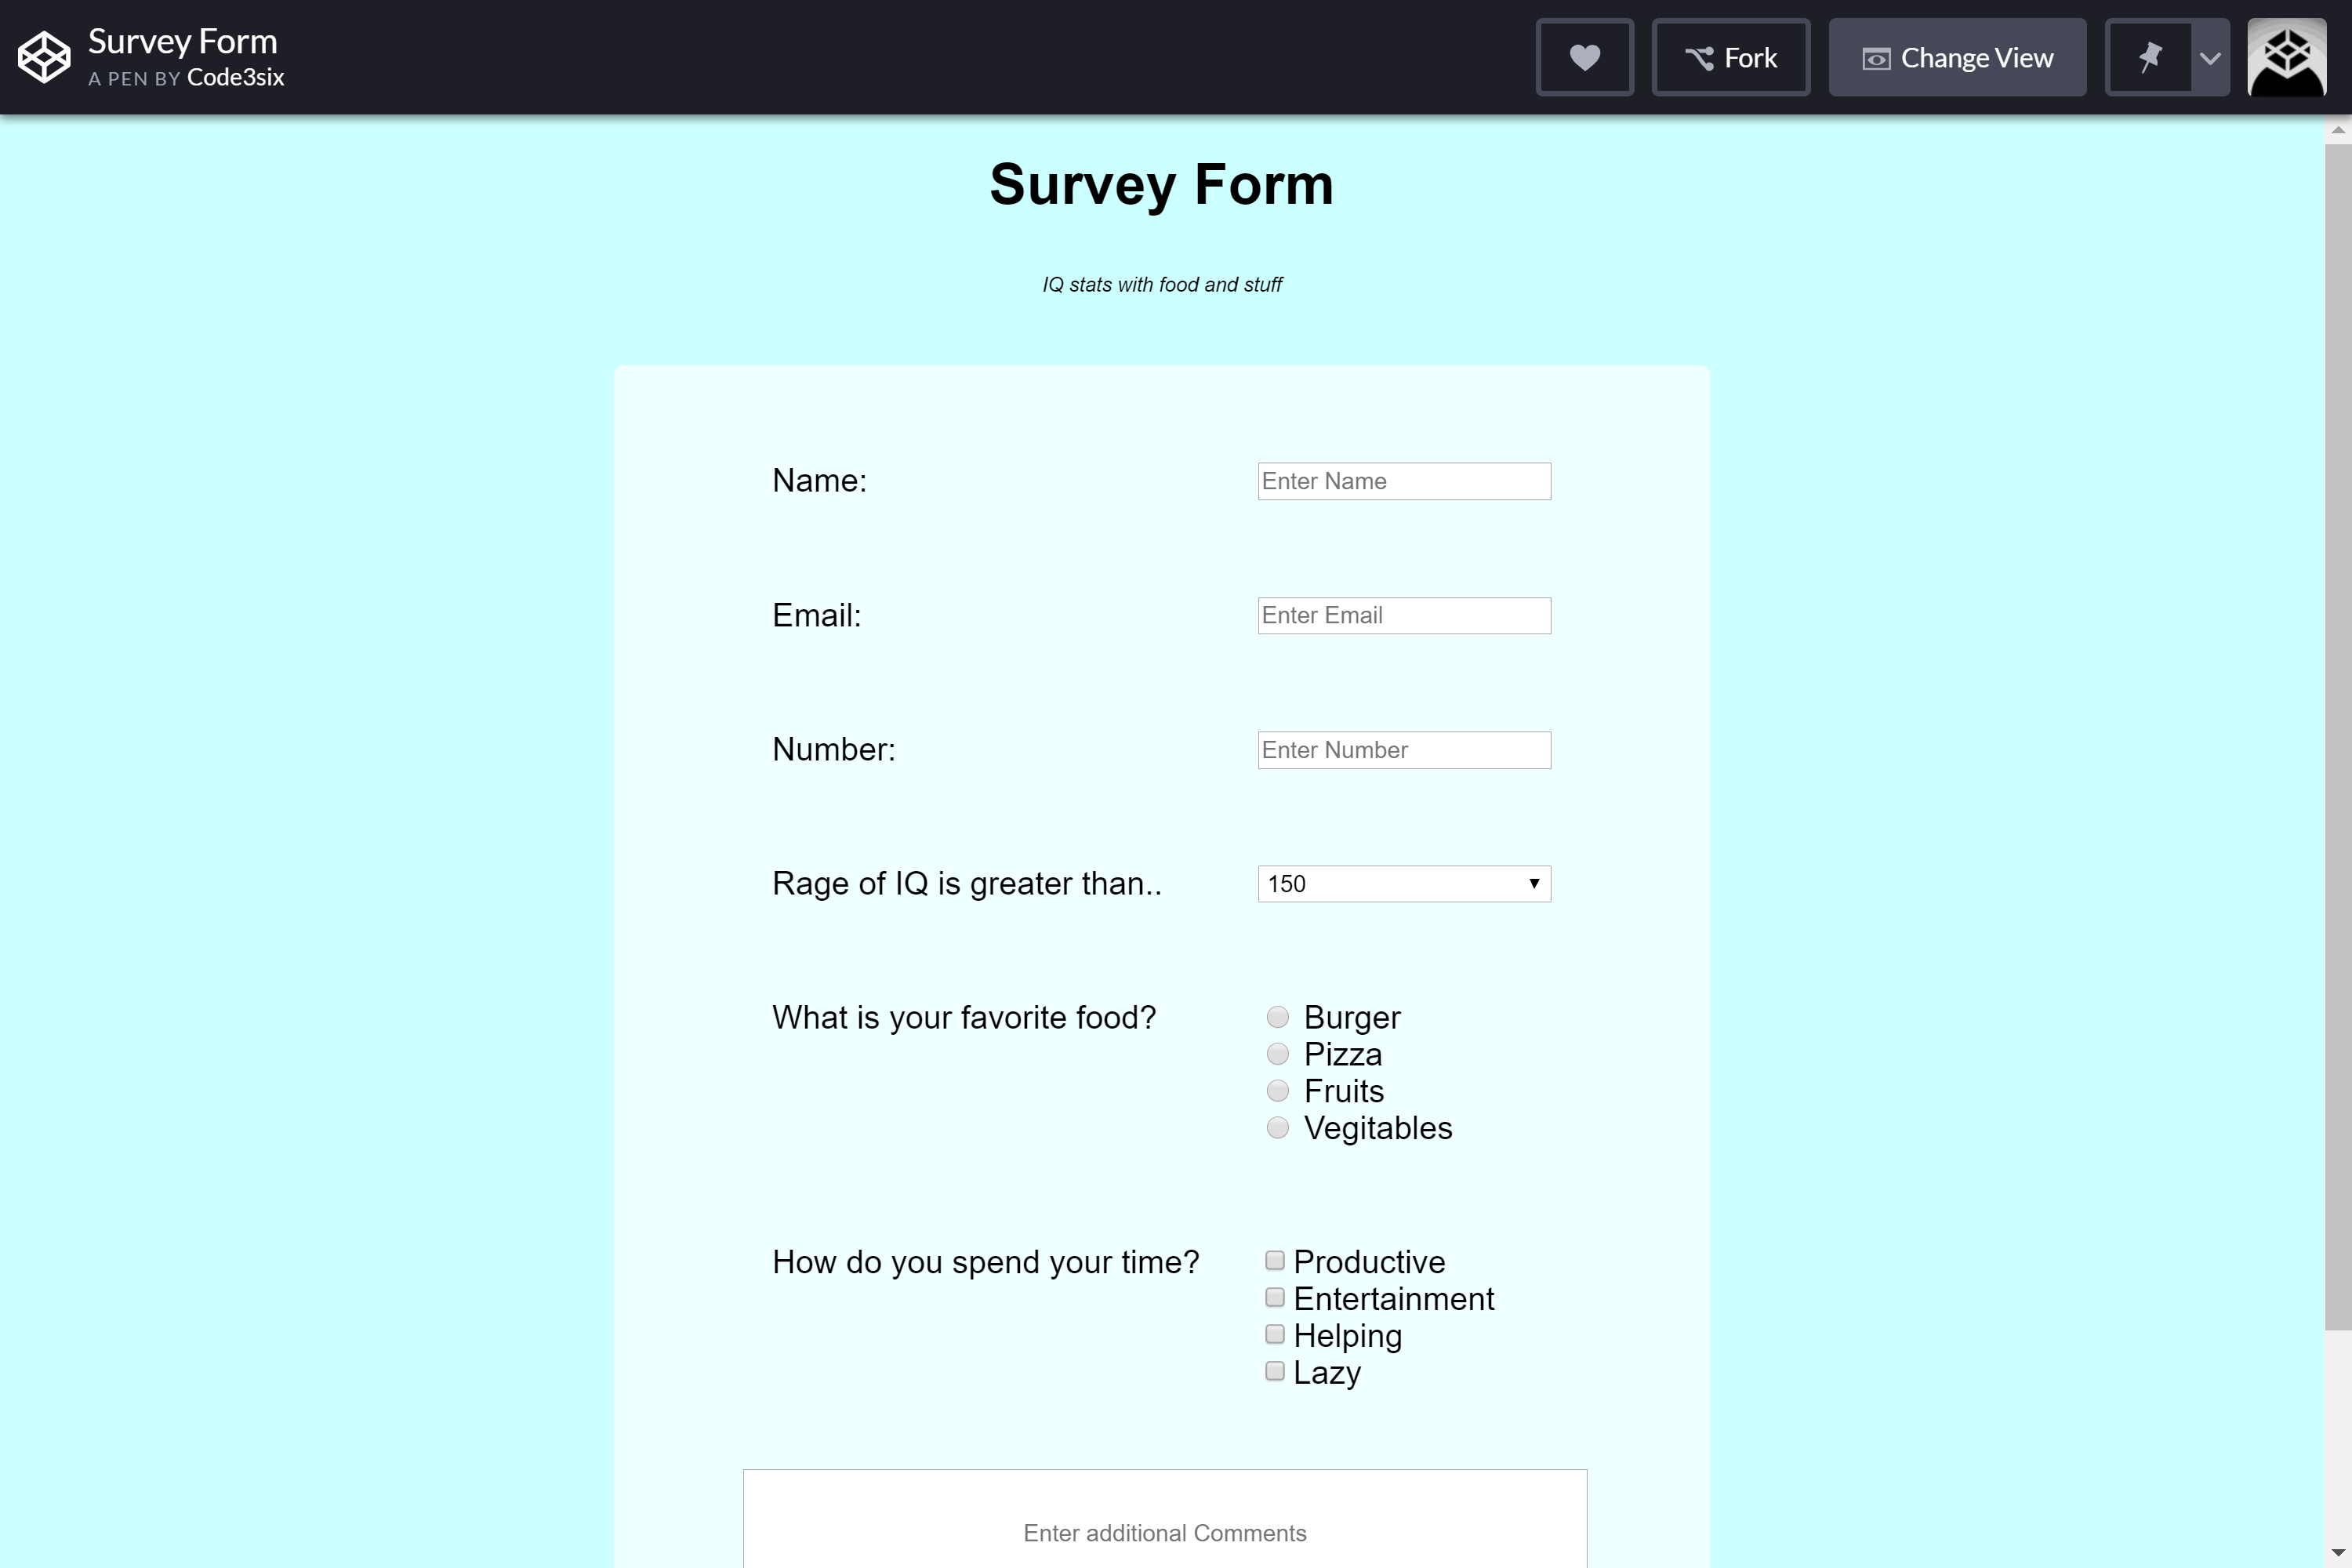 Survey Form
A PEN BY Code3six
Fork
Change View
Survey Form
IQ stats with food and stuff
Name:
Enter Name
Email:
Enter Email
Number:
Enter Number
Rage of IQ is greater than..
150
What is your favorite food?
Burger
Pizza
Fruits
Vegitables
How do you spend your time?
Productive
Entertainment
Helping
Lazy
Enter additional Comments